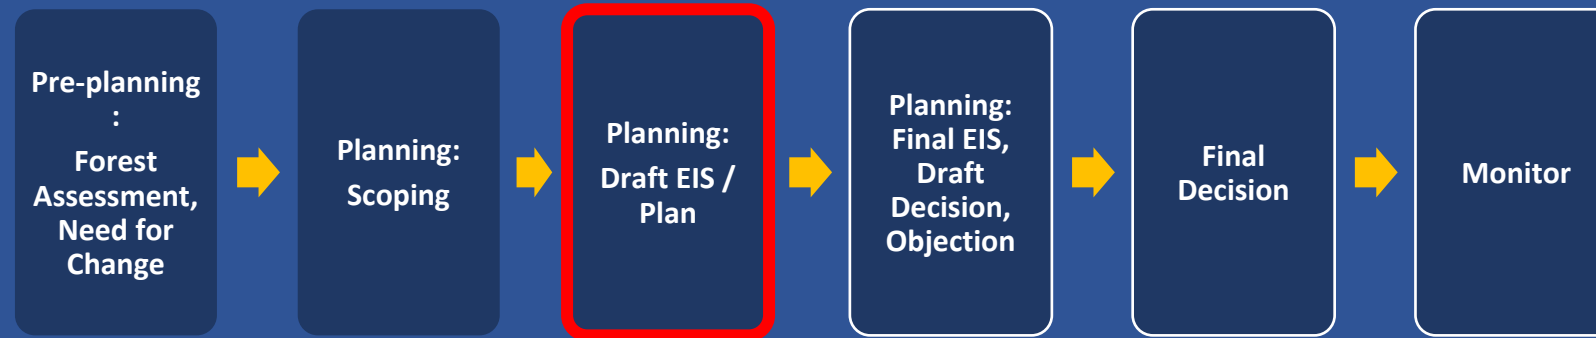 Pre-planning
:
Forest
Assessment,
Need for
Change
Planning:
Scoping
Planning:
Draft EIS /
Plan
Planning:
Final EIS,
Draft
Decision,
Objection
Final
Decision
Monitor